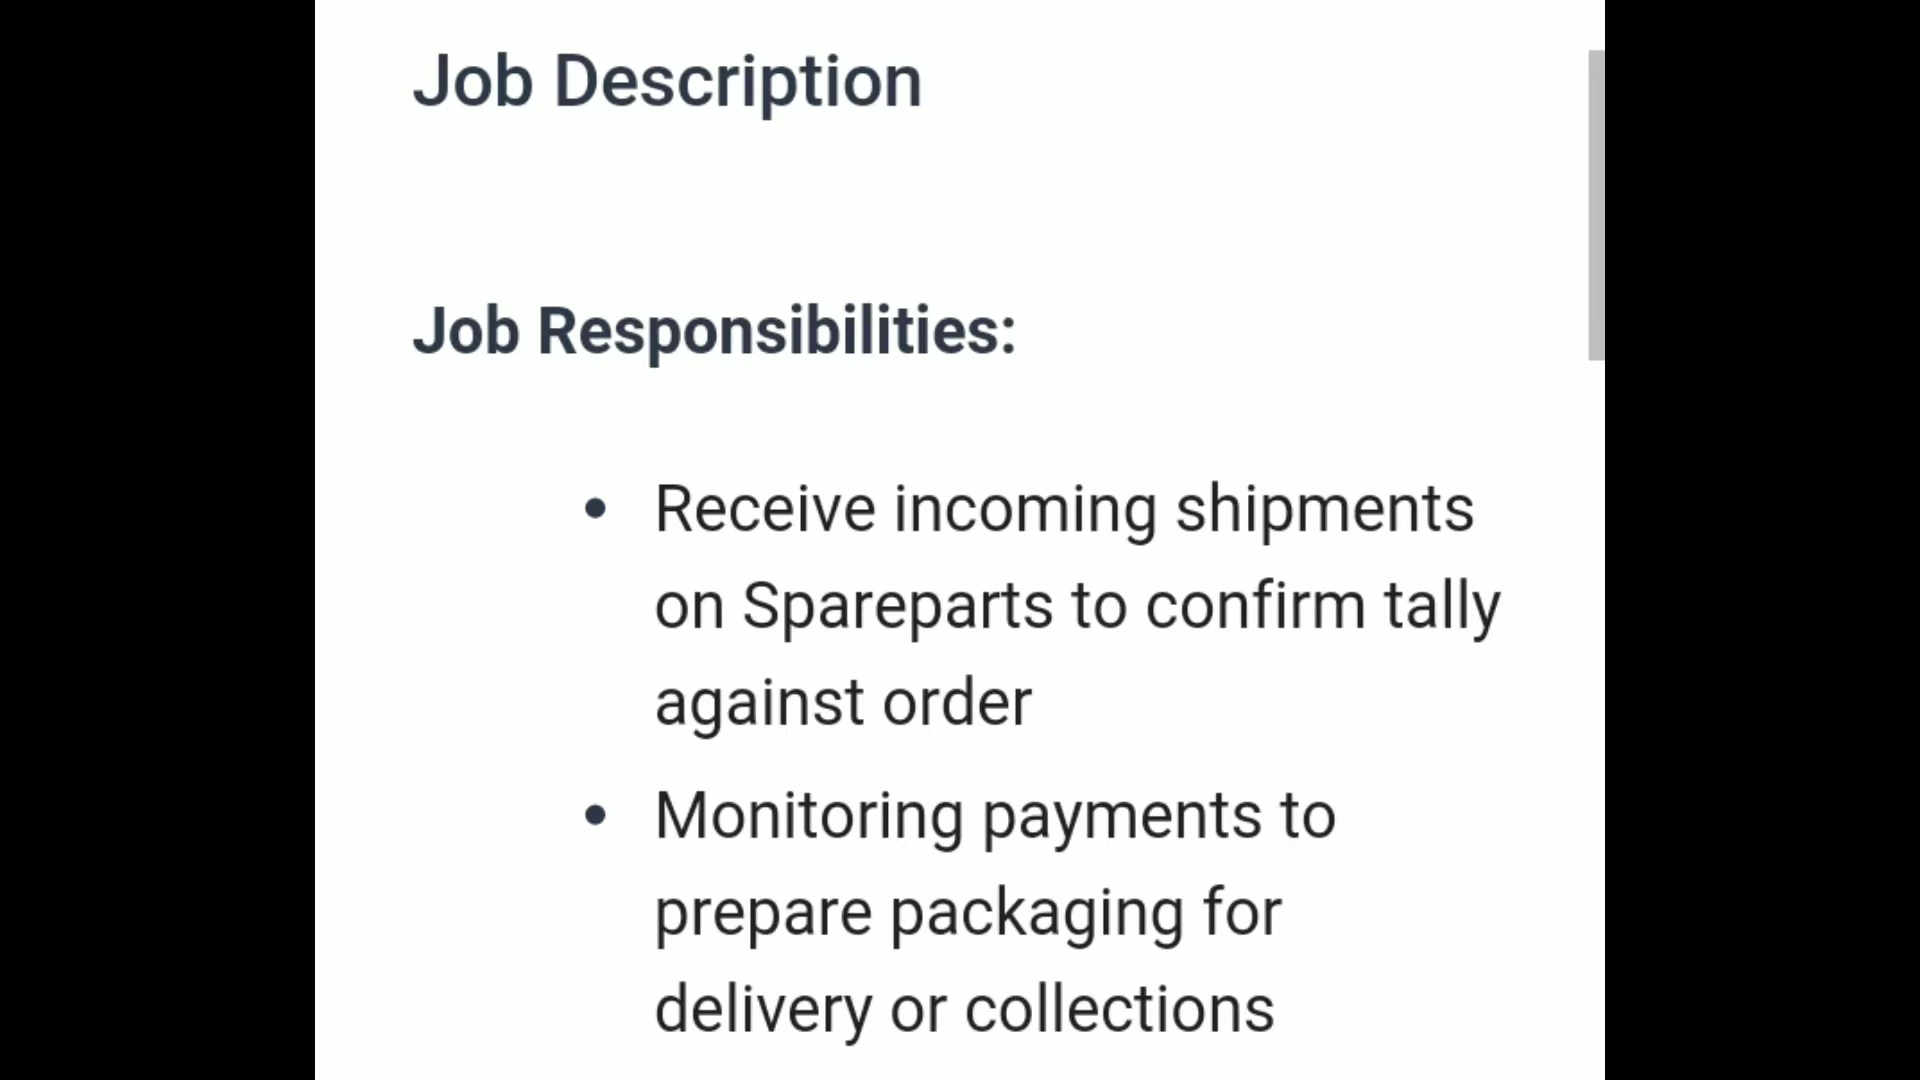 Job Description
Job Responsibilities:
• Receive incoming shipments
on Spareparts to confirm tally
against order
• Monitoring payments to
prepare packaging for
delivery or collections